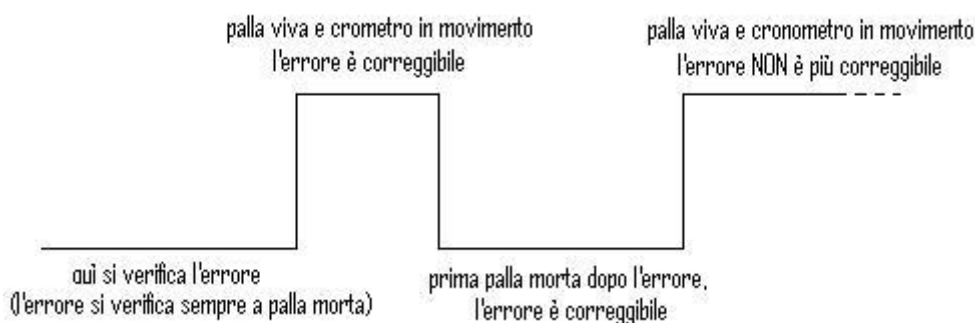 palla viva e crometro in movimento
l'errore è correggibile
palla viva e cronometro in movimento
l'errore NON è più correggibile
quì si verifica l'errore
(l'errore si verifica sempre a palla morta)
prima palla morta dopo l'errore,
l'errore è correggibile